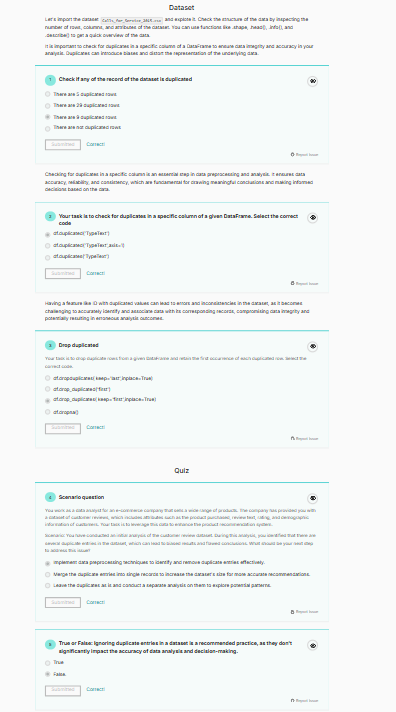 Dataset
Let's import the dataset Calls_for_Service_2015.csv and explore it. Check the structure of the data by inspecting the
number of rows, columns, and attributes of the dataset. You can use functions like .shape, .head(), .info(), and
.describe() to get a quick overview of the data.
It is important to check for duplicates in a specific column of a DataFrame to ensure data integrity and accuracy in your
analysis. Duplicates can introduce biases and distort the representation of the underlying data.
1 Check if any of the record of the dataset is duplicated
There are 5 duplicated rows
There are 29 duplicated rows
There are 9 duplicated rows
There are not duplicated rows
Submitted Correct!
Report issue
Checking for duplicates in a specific column is an essential step in data preprocessing and analysis. It ensures data
accuracy, reliability, and consistency, which are fundamental for drawing meaningful conclusions and making informed
decisions based on the data.
2 Your task is to check for duplicates in a specific column of a given DataFrame. Select the correct
code
df.duplicated('TypeText')
df.duplicated('TypeText',axis=1)
df.duplicates('TypeText')
Submitted Correct!
Report issue
Having a feature like ID with duplicated values can lead to errors and inconsistencies in the dataset, as it becomes
challenging to accurately identify and associate data with its corresponding records, compromising data integrity and
potentially resulting in erroneous analysis outcomes.
3 Drop duplicated
Your task is to drop duplicate rows from a given DataFrame and retain the first occurrence of each duplicated row. Select the
correct code.
df.dropduplicates( keep='last',inplace=True)
df.drop_duplicated('first')
df.drop_duplicates( keep='first',inplace=True)
df.dropna()
Submitted Correct!
Report issue
Quiz
4 Scenario question
You work as a data analyst for an e-commerce company that sells a wide range of products. The company has provided you with
a dataset of customer reviews, which includes attributes such as the product purchased, review text, rating, and demographic
information of customers. Your task is to leverage this data to enhance the product recommendation system.
Scenario: You have conducted an initial analysis of the customer review dataset. During this analysis, you identified that there are
several duplicate entries in the dataset, which can lead to biased results and flawed conclusions. What should be your next step
to address this issue?
Implement data preprocessing techniques to identify and remove duplicate entries effectively.
Merge the duplicate entries into single records to increase the dataset's size for more accurate recommendations.
Leave the duplicates as is and conduct a separate analysis on them to explore potential patterns.
Submitted Correct!
Report issue
5 True or False: Ignoring duplicate entries in a dataset is a recommended practice, as they don't
significantly impact the accuracy of data analysis and decision-making.
True
False.
Submitted Correct!
Report issue